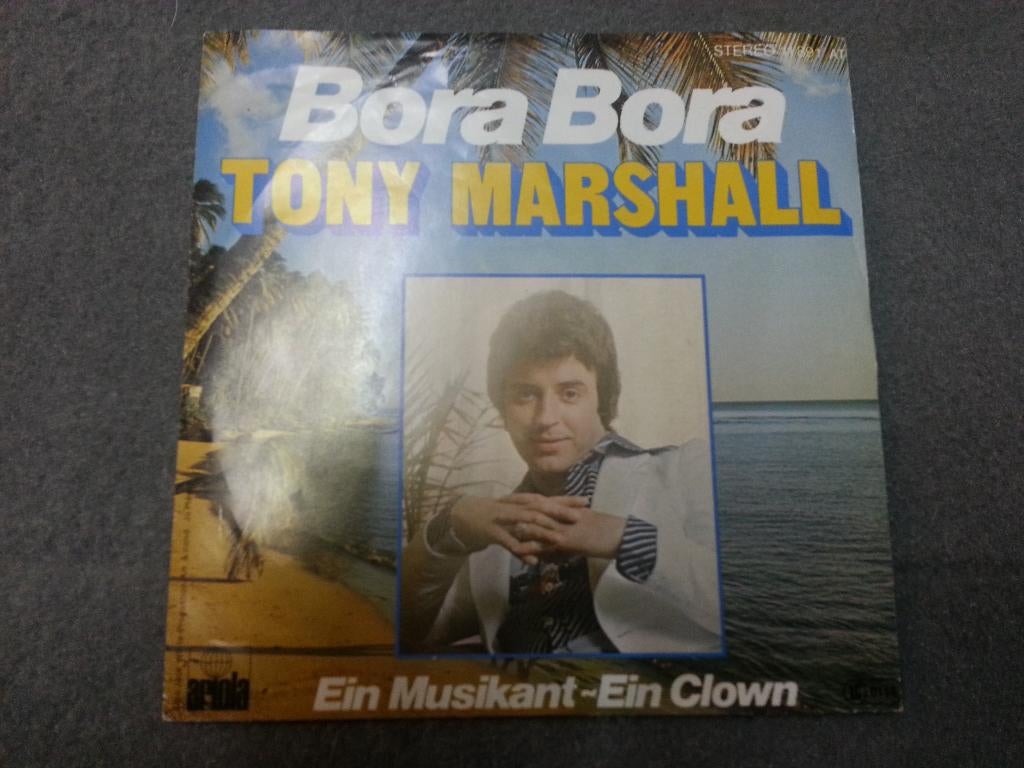 STEREO
Bora Bora
TONY MARSHALL
ariola
Ein Musikant~Ein Clown